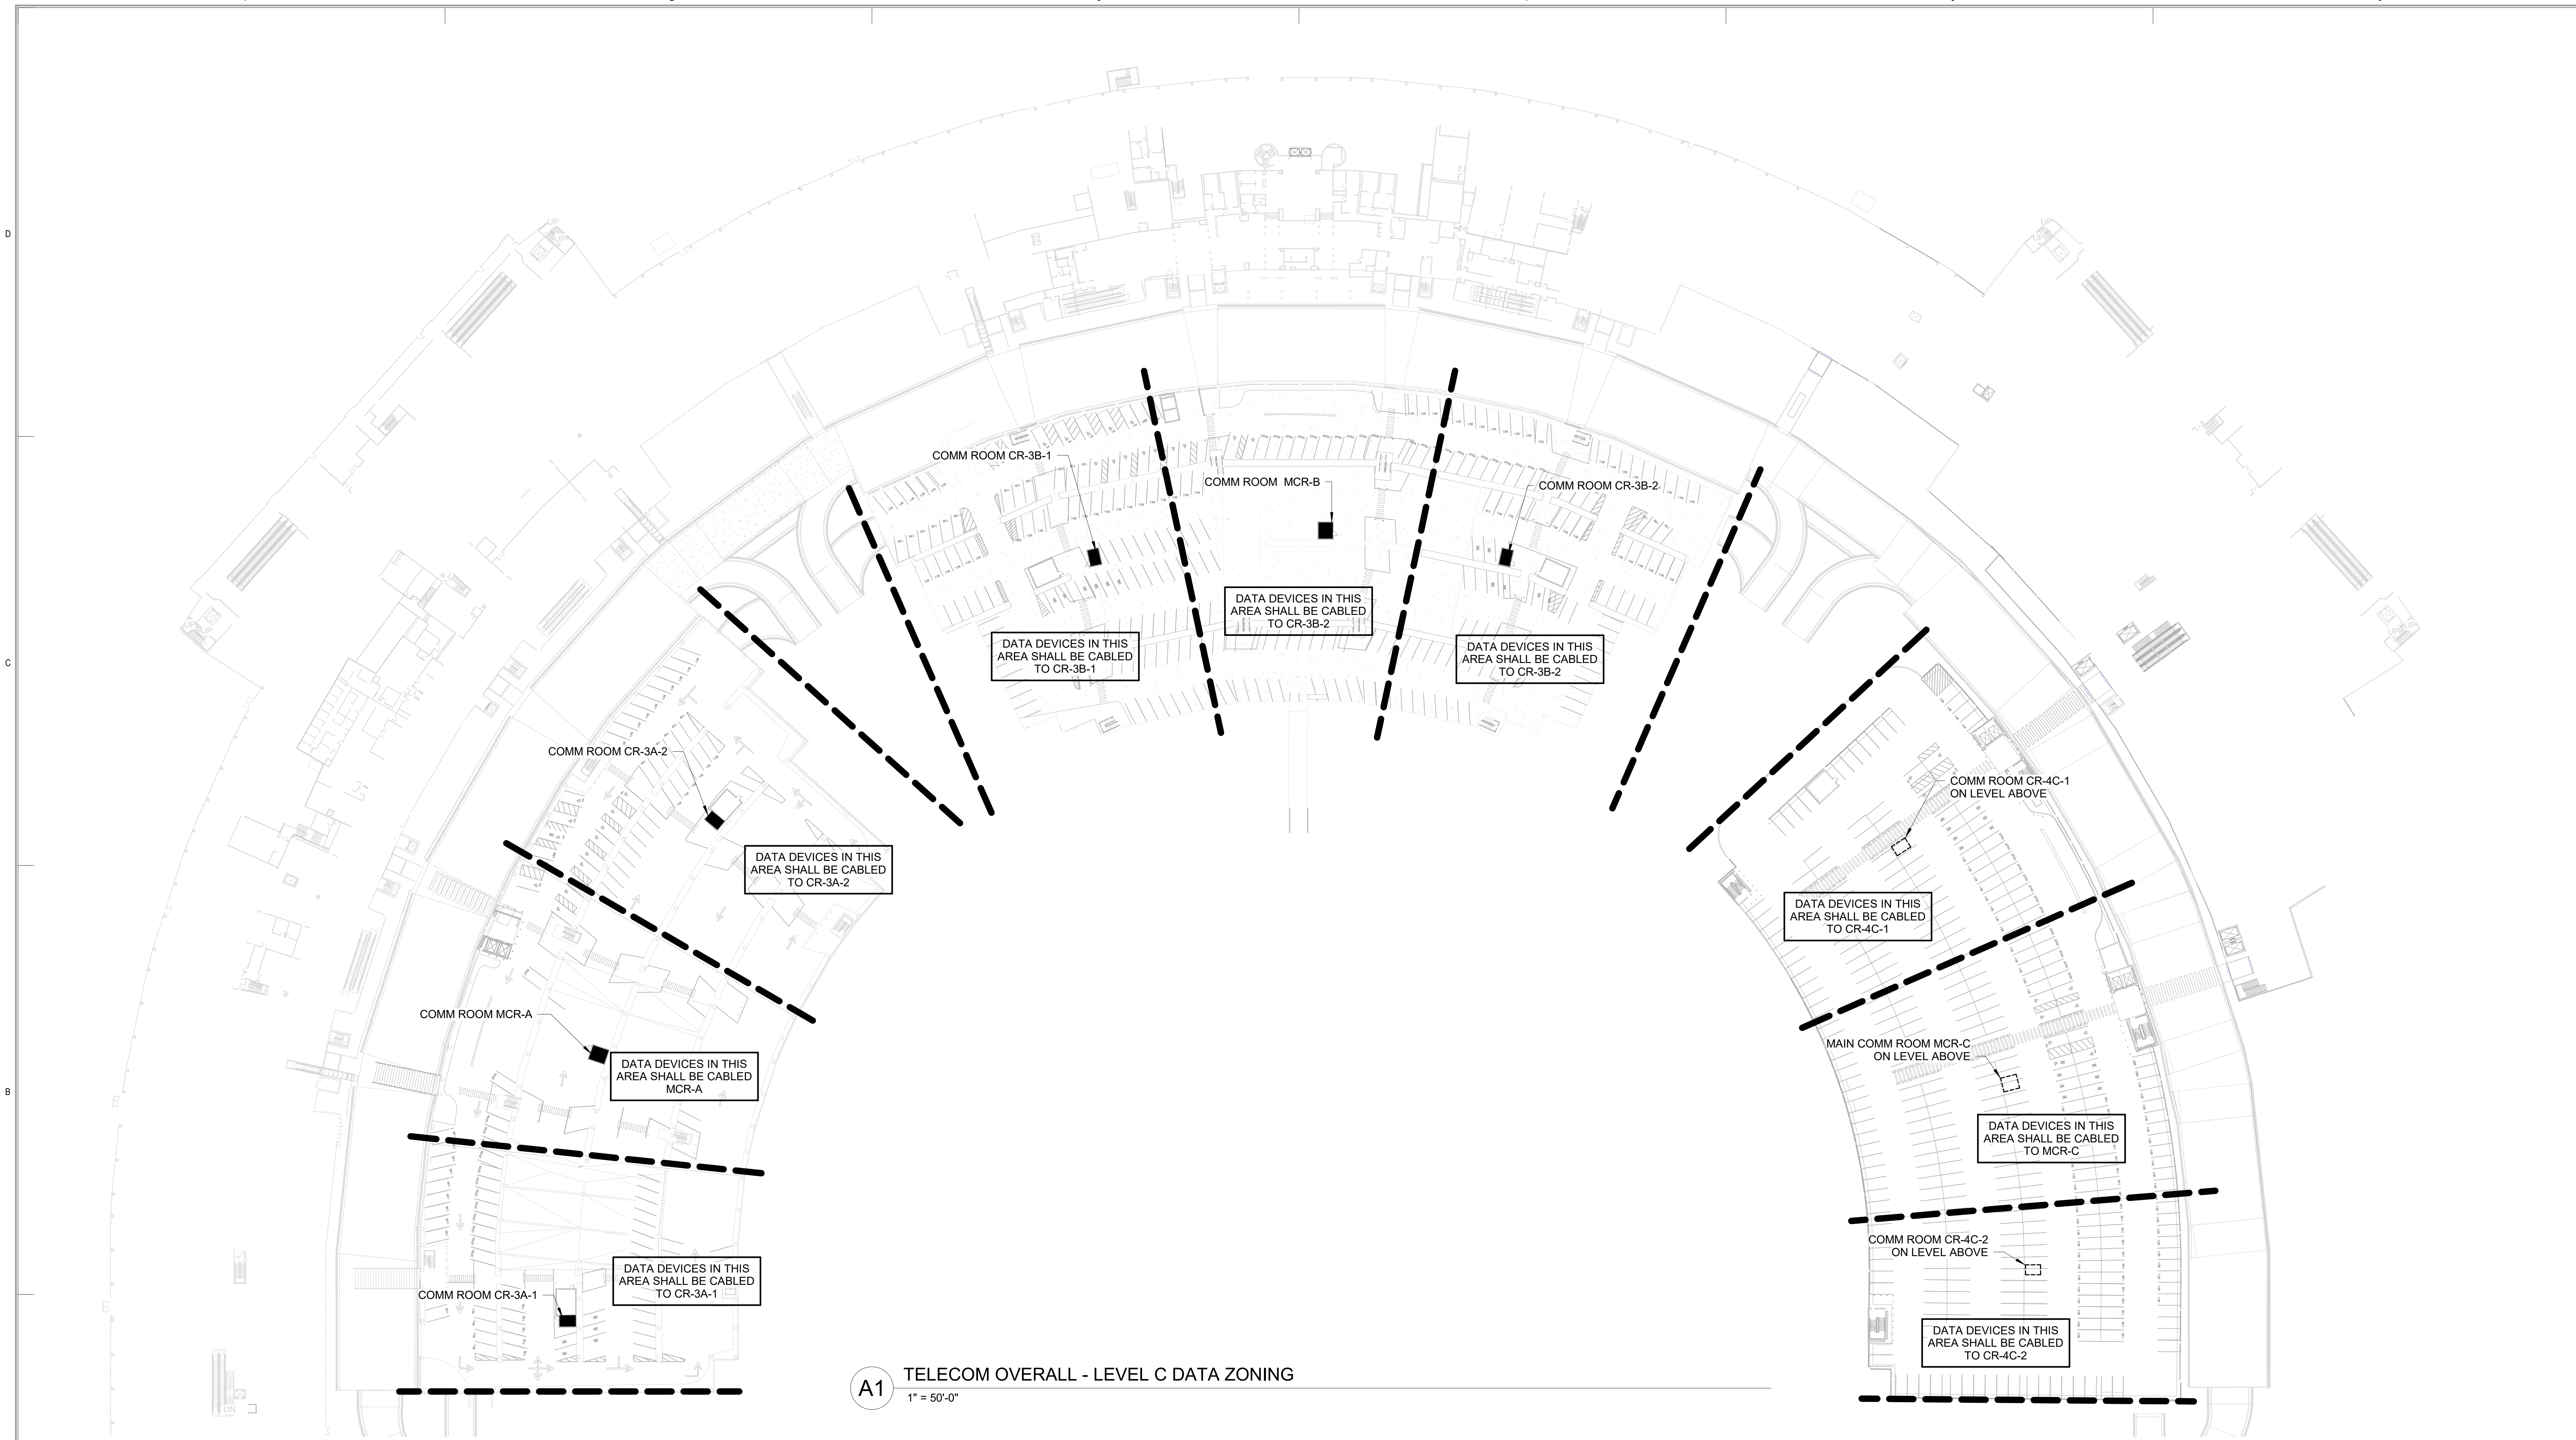 D
C
B
UP
UP
UP
UP
UP
UP
UP
DN
COMM ROOM CR-3B-1
COMM ROOM MCR-B
COMM ROOM CR-3B-2
DATA DEVICES IN THIS
AREA SHALL BE CABLED
TO CR-3B-1
DATA DEVICES IN THIS
AREA SHALL BE CABLED
TO CR-3B-2
DATA DEVICES IN THIS
AREA SHALL BE CABLED
TO CR-3B-2
COMM ROOM CR-3A-2
DATA DEVICES IN THIS
AREA SHALL BE CABLED
TO CR-3A-2
COMM ROOM CR-4C-1
ON LEVEL ABOVE
DATA DEVICES IN THIS
AREA SHALL BE CABLED
TO CR-4C-1
COMM ROOM MCR-A
DATA DEVICES IN THIS
AREA SHALL BE CABLED
MCR-A
MAIN COMM ROOM MCR-C
ON LEVEL ABOVE
DATA DEVICES IN THIS
AREA SHALL BE CABLED
TO MCR-C
COMM ROOM CR-3A-1
DATA DEVICES IN THIS
AREA SHALL BE CABLED
TO CR-3A-1
COMM ROOM CR-4C-2
ON LEVEL ABOVE
DATA DEVICES IN THIS
AREA SHALL BE CABLED
TO CR-4C-2
A1
TELECOM OVERALL - LEVEL C DATA ZONING
1" = 50'-0"